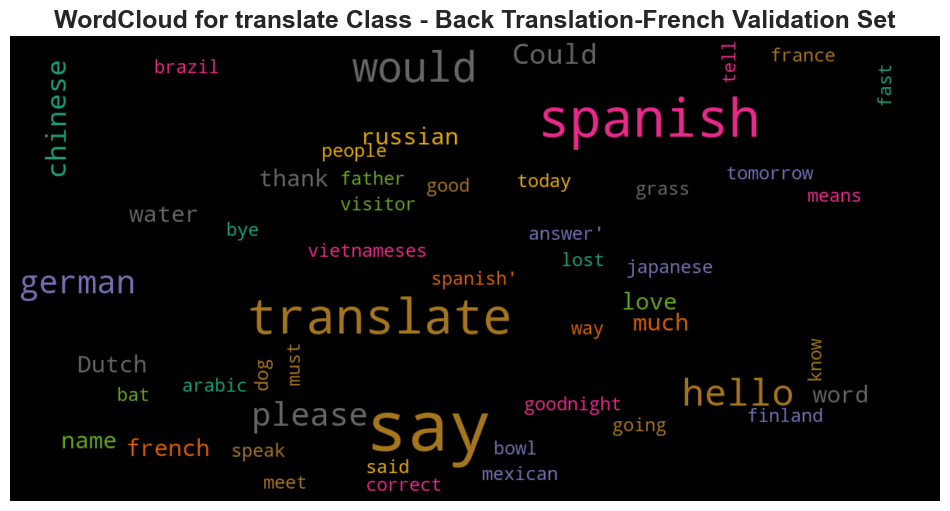 WordCloud for translate Class - Back Translation-French Validation Set
would
Could
tell
france
brazil
chinese
fast
spanish
russian
people
thank
father
good
today
grass
tomorrow
means
visitor
water
bye
answer'
vietnameses
lost
japanese
spanish'
german
love
translate
way
much
must
know
Dutch
dog
arabic
bat
hello
word
please
say
goodnight
finland
going
name
french
speak
bowl
said
mexican
meet
correct